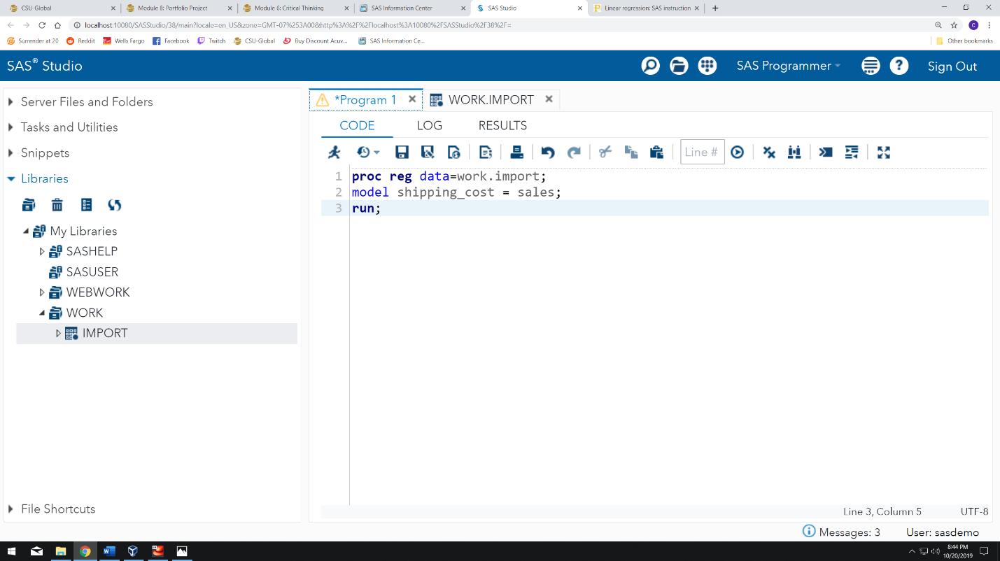 CSU-Global
Module 8: Portfolio Project
Module 6: Critical Thinking
SAS Information Center
SAS Studio
Linear regression: SAS instruction
localhost:10080/SASStudio/38/main?locale=en_US&zone=GMT-07%253A00&http%3A%2F%2Flocalhost%3A10080%2FSASStudio%2F38%2F=
C
Surrender at 20
Reddit
Wells Fargo
Facebook
Twitch
CSU-Global
Buy Discount Acuv...
SAS Information Ce...
Other bookmarks
SAS® Studio
SAS Programmer
Sign Out
Server Files and Folders
Tasks and Utilities
Snippets
Libraries
My Libraries
SASHELP
SASUSER
WEBWORK
WORK
IMPORT
File Shortcuts
*Program 1
WORK.IMPORT
CODE LOG RESULTS
Line #
1 proc reg data=work.import;
2 model shipping_cost = sales;
3 run;
Line 3, Column 5
UTF-8
Messages: 3
User: sasdemo
8:44 PM
10/20/2019